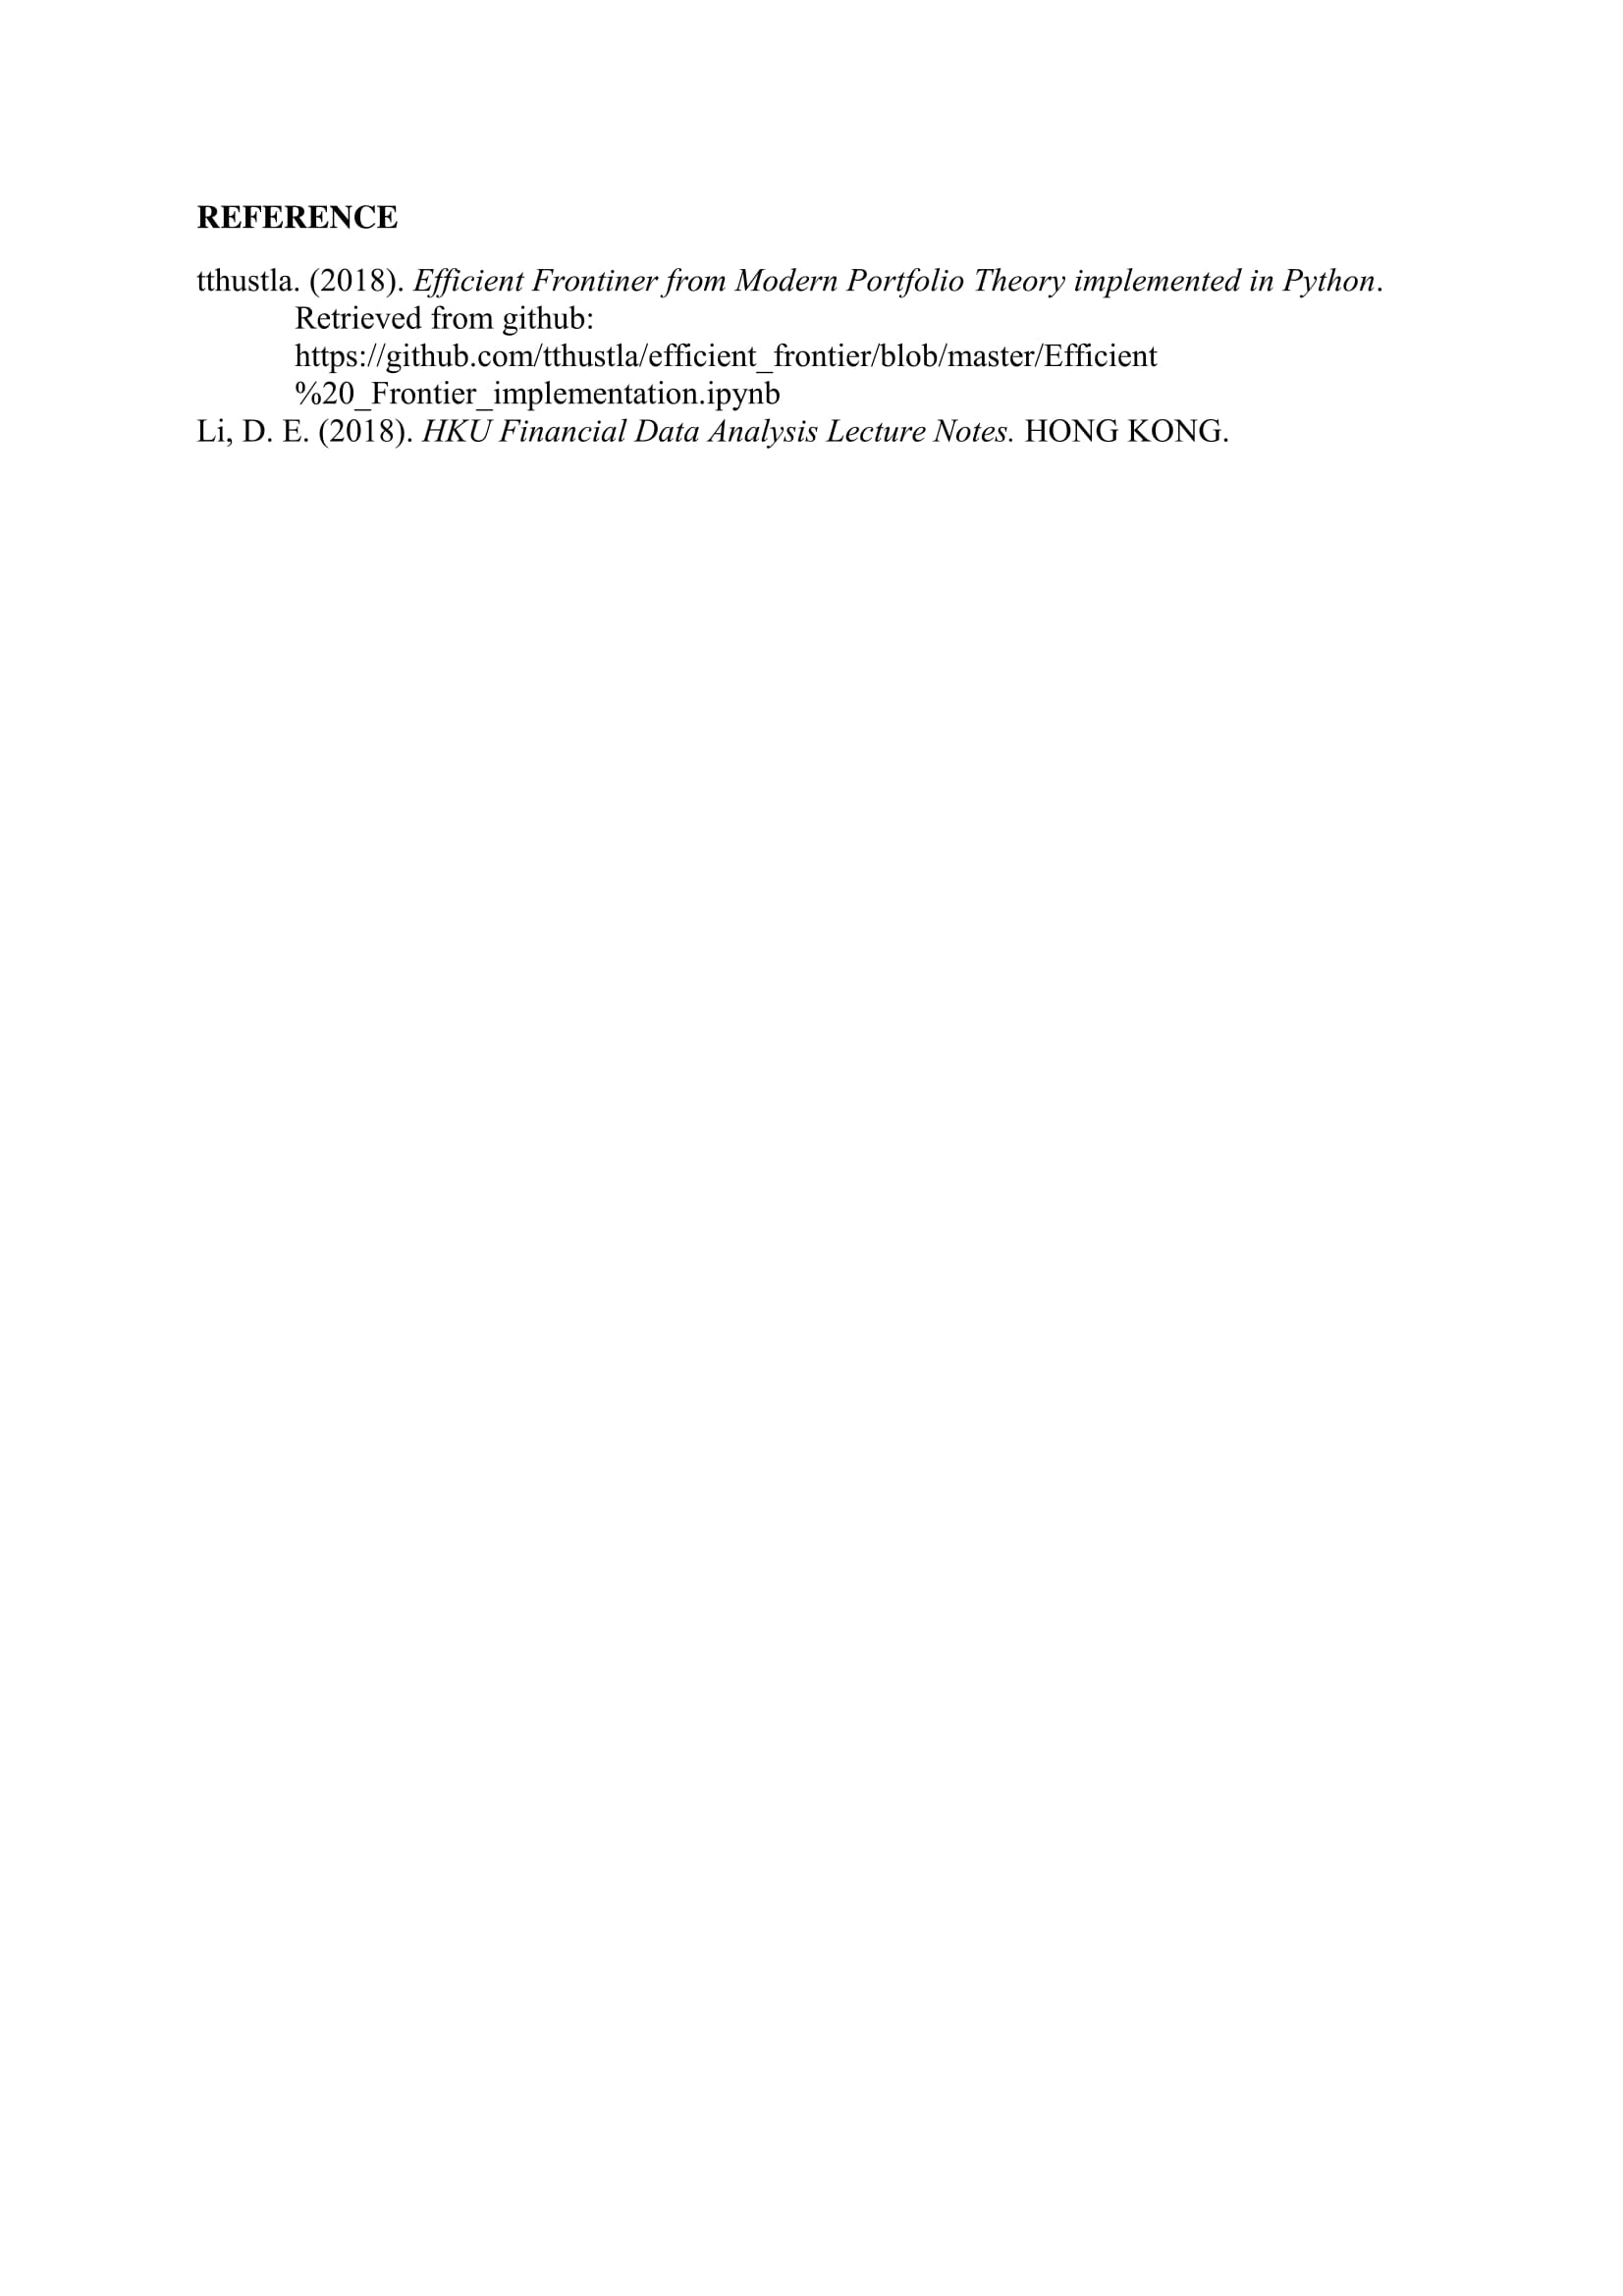 REFERENCE
tthustla. (2018). Efficient Frontiner from Modern Portfolio Theory implemented in Python.
Retrieved from github:
https://github.com/tthustla/efficient_frontier/blob/master/Efficient
%20_Frontier_implementation.ipynb
Li, D. E. (2018). HKU Financial Data Analysis Lecture Notes. HONG KONG.